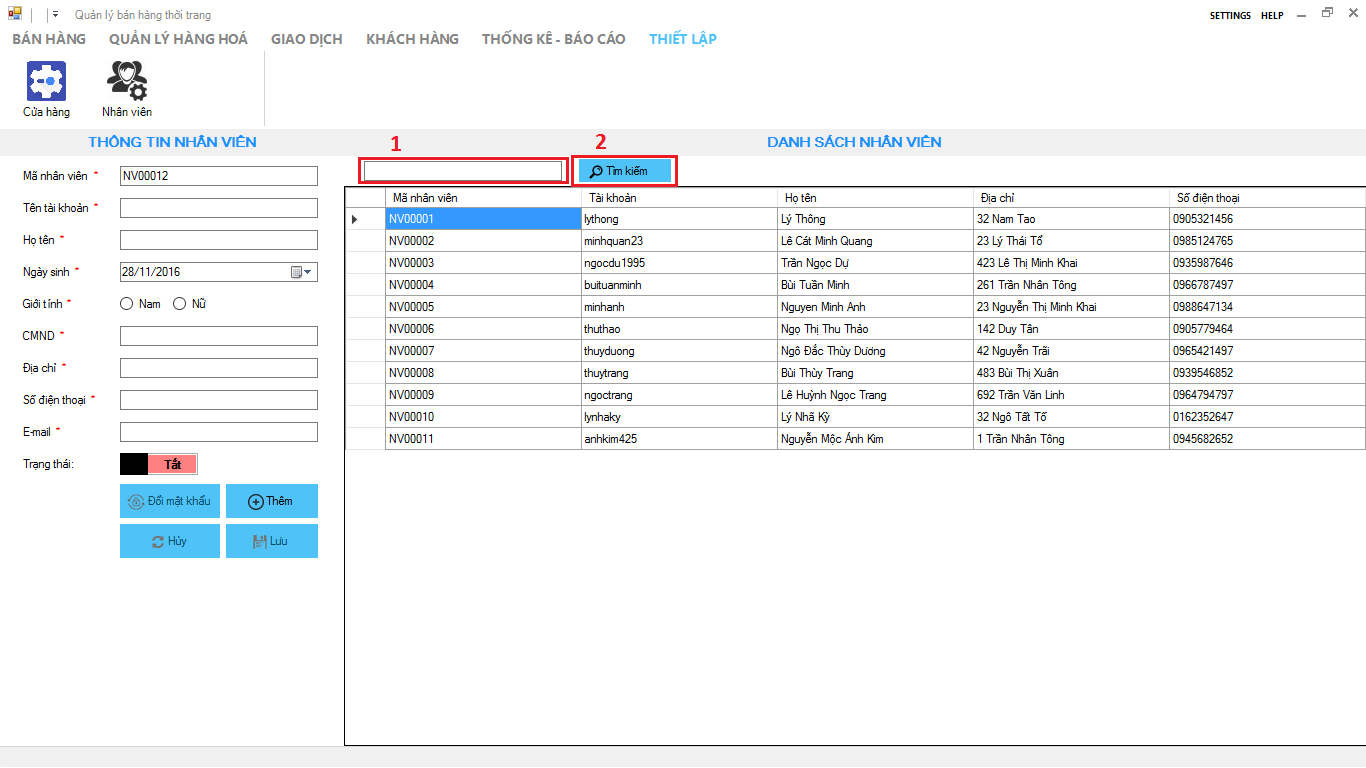 Quản lý bán hàng thời trang
SETTINGS HELP
BÁN HÀNG QUẢN LÝ HÀNG HOÁ GIAO DỊCH KHÁCH HÀNG THỐNG KÊ - BÁO CÁO THIẾT LẬP
Cửa hàng Nhân viên
THÔNG TIN NHÂN VIÊN
Mã nhân viên * NV00012
Tên tài khoản *
Họ tên *
Ngày sinh * 28/11/2016
Giới tính * Nam Nữ
CMND *
Địa chỉ *
Số điện thoại *
E-mail *
Trạng thái: Tắt
Đổi mật khẩu Thêm
Hủy Lưu
1 2
DANH SÁCH NHÂN VIÊN
Tìm kiếm
Mã nhân viên Tài khoản Họ tên Địa chỉ Số điện thoại
NV00001 lythong Lý Thông 32 Nam Tao 0905321456
NV00002 minhquan23 Lê Cát Minh Quang 23 Lý Thái Tổ 0985124765
NV00003 ngocdu1995 Trần Ngọc Dự 423 Lê Thị Minh Khai 0935987646
NV00004 buituanminh Bùi Tuấn Minh 261 Trần Nhân Tông 0966787497
NV00005 minhanh Nguyen Minh Anh 23 Nguyễn Thị Minh Khai 0988647134
NV00006 thuthao Ngọ Thị Thu Thảo 142 Duy Tân 0905779464
NV00007 thuyduong Ngô Đắc Thùy Dương 42 Nguyễn Trãi 0965421497
NV00008 thuytrang Bùi Thùy Trang 483 Bùi Thị Xuân 0939546852
NV00009 ngoctrang Lê Huỳnh Ngọc Trang 692 Trần Văn Linh 0964794797
NV00010 lynhaky Lý Nhã Kỳ 32 Ngô Tất Tố 0162352647
NV00011 anhkim425 Nguyễn Mộc Ánh Kim 1 Trần Nhân Tông 0945682652